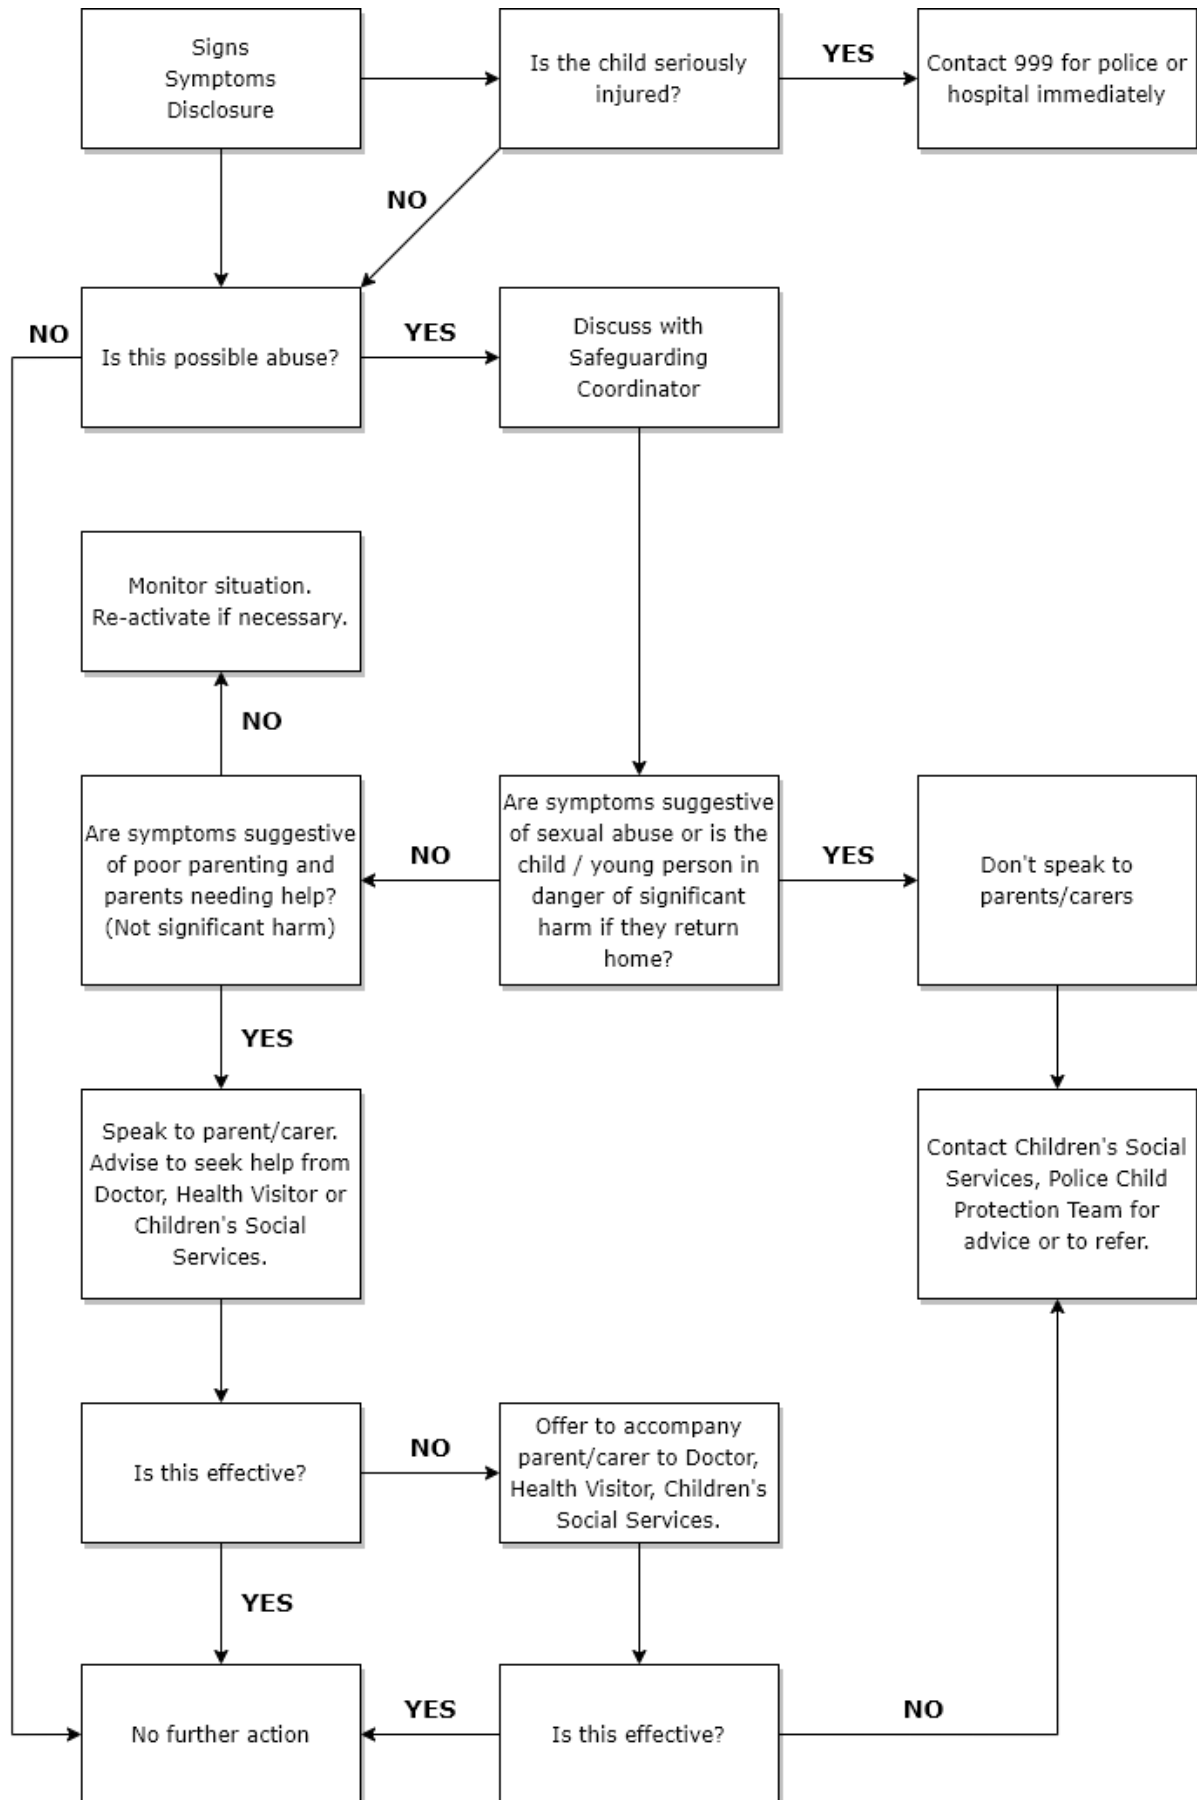 Signs
Symptoms
Disclosure
Is the child seriously
injured?
YES
Contact 999 for police or
hospital immediately
NO
NO
Is this possible abuse?
YES
Discuss with
Safeguarding
Coordinator
Monitor situation.
Re-activate if necessary.
NO
Are symptoms suggestive
of poor parenting and
parents needing help?
(Not significant harm)
NO
Are symptoms suggestive
of sexual abuse or is the
child / young person in
danger of significant
harm if they return
home?
YES
Don't speak to
parents/carers
YES
Speak to parent/carer.
Advise to seek help from
Doctor, Health Visitor or
Children's Social
Services.
Contact Children's Social
Services, Police Child
Protection Team for
advice or to refer.
Is this effective?
NO
Offer to accompany
parent/carer to Doctor,
Health Visitor, Children's
Social Services.
YES
No further action
YES
Is this effective?
NO